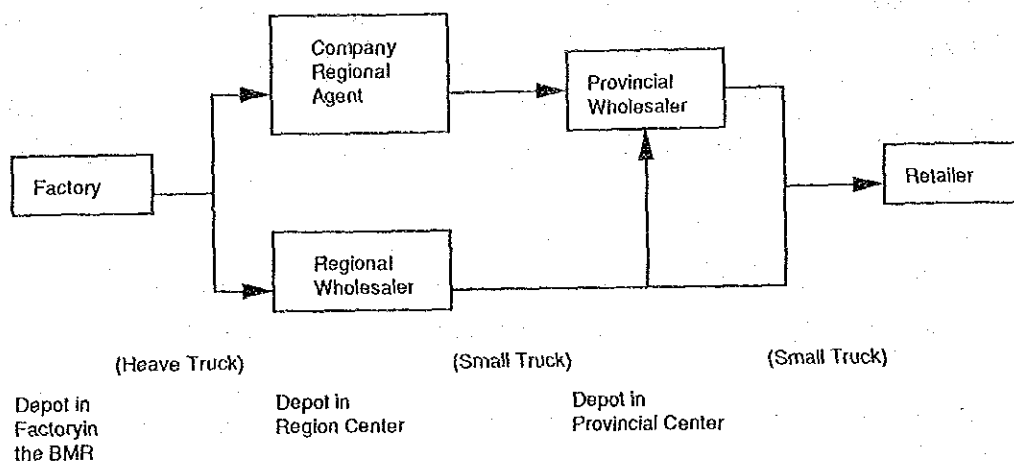 Company
Regional
Agent
Provincial
Wholesaler
Factory
Retailer
Regional
Wholesaler
(Heave Truck)
(Small Truck)
(Small Truck)
Depot in
Factoryin
the BMR
Depot in
Region Center
Depot in
Provincial Center